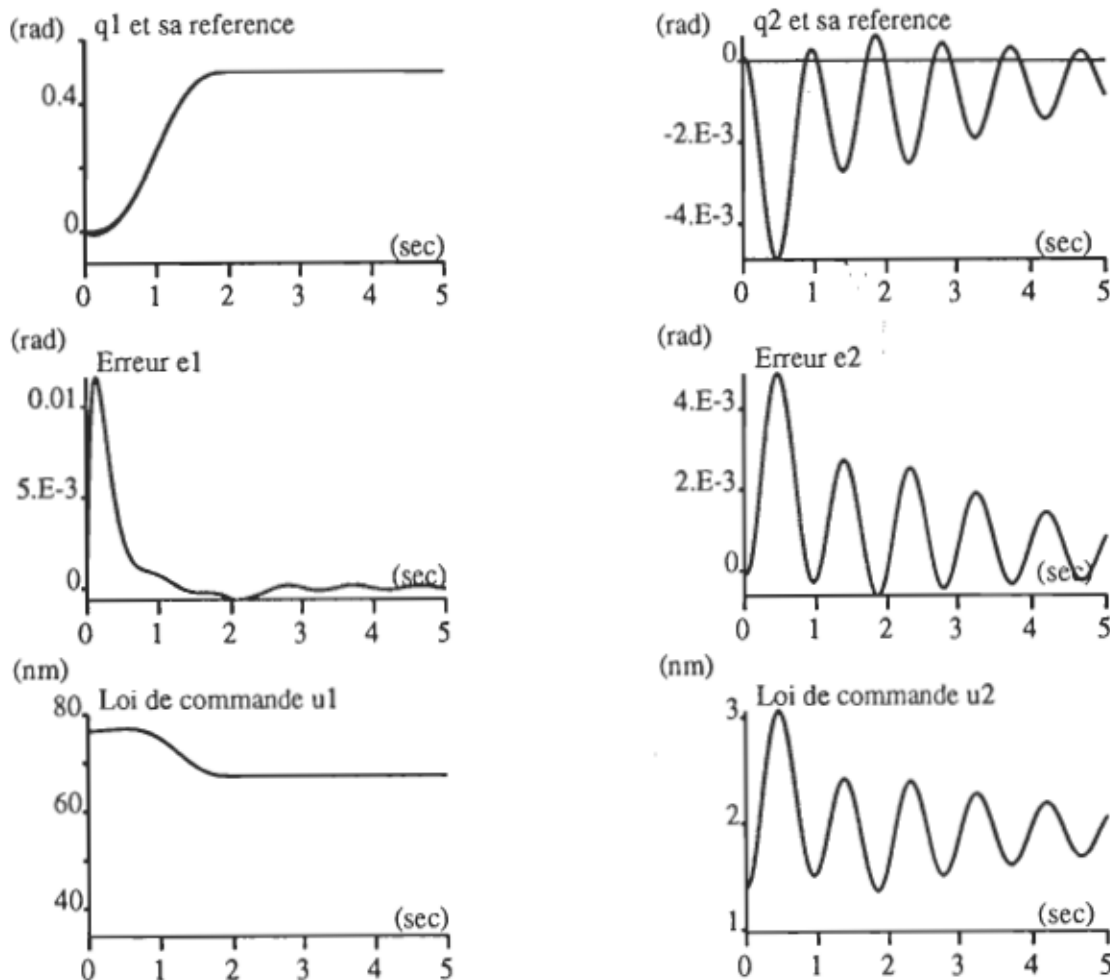 (rad)
q1 et sa reference
0.4
0
(sec)
0 1 2 3 4 5
(rad)
q2 et sa reference
0
-2.E-3
-4.E-3
(sec)
0 1 2 3 4 5
(rad)
Erreur e1
0.01
5.E-3
0
(sec)
0 1 2 3 4 5
(rad)
Erreur e2
4.E-3
2.E-3
0
(sec)
0 1 2 3 4 5
(nm)
Loi de commande u1
80
60
40
(sec)
0 1 2 3 4 5
(nm)
Loi de commande u2
3
2
1
(sec)
0 1 2 3 4 5